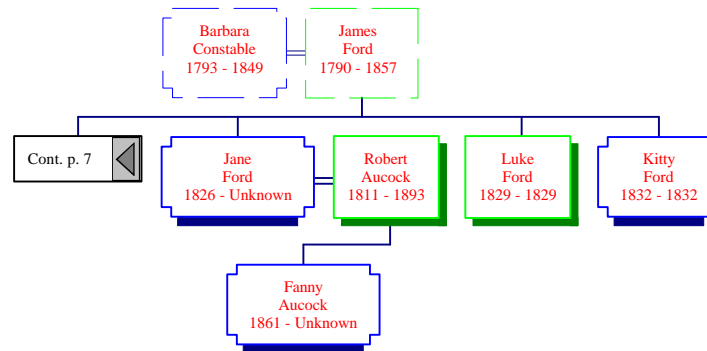 Barbara
Constable
1793 - 1849
James
Ford
1790 - 1857
Cont. p. 7
Jane
Ford
1826 - Unknown
Robert
Aucock
1811 - 1893
Luke
Ford
1829 - 1829
Kitty
Ford
1832 - 1832
Fanny
Aucock
1861 - Unknown